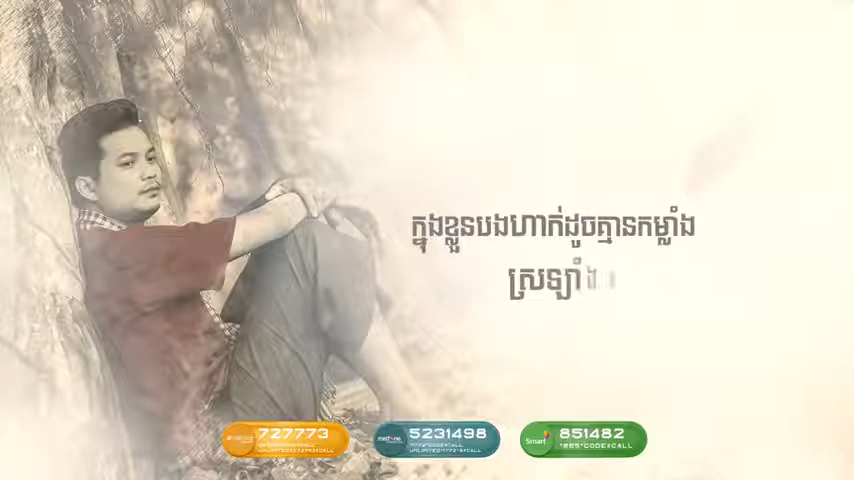 ក្នុងខ្លួនបងហាក់ដូចគ្មានកម្លាំង
ស្រឡាំង
727773
5231498
851482
Smart
*855*CODE#CALL